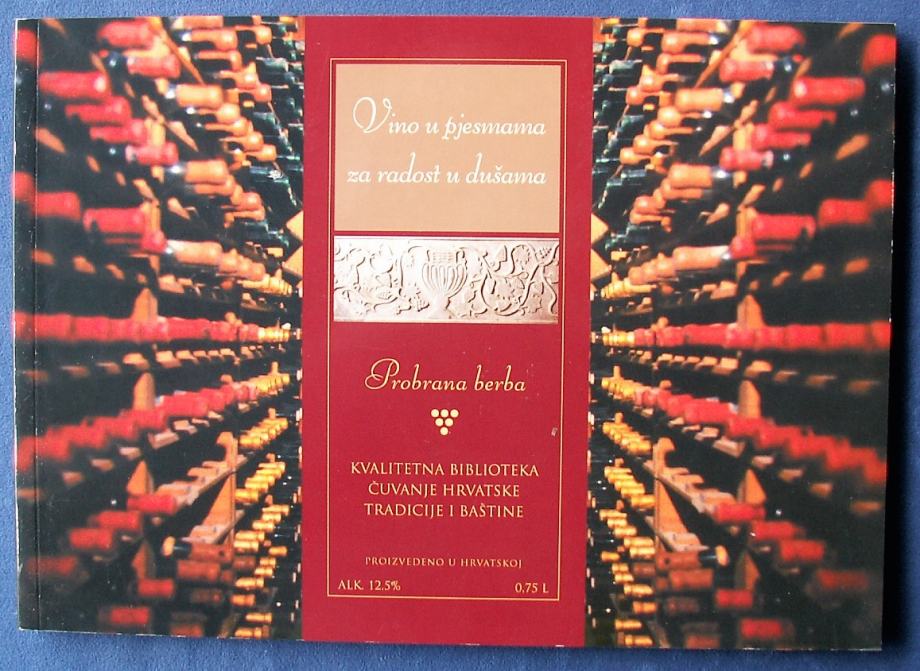 Vino u pjesmama
za radost u dušama
Probrana berba
KVALITETNA BIBLIOTEKA
ČUVANJE HRVATSKE
TRADICIJE I BAŠTINE
PROIZVEDENO U HRVATSKOJ
ALK. 12.5% 0,75 L